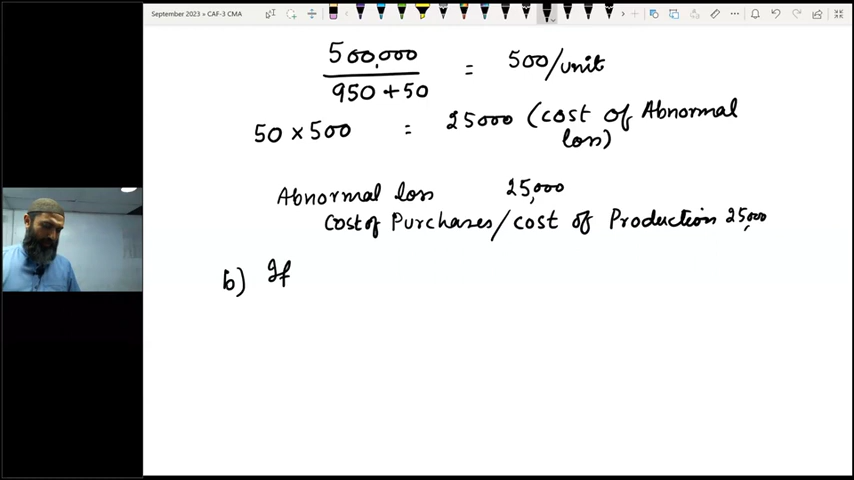 September 2023 » CAF-3 CMA
500,000
950 + 50
= 500/unit
50 × 500 = 25000 (cost of Abnormal
loss)
Abnormal loss 25,000
Cost of Purchases/cost of Production 25,000
b) If